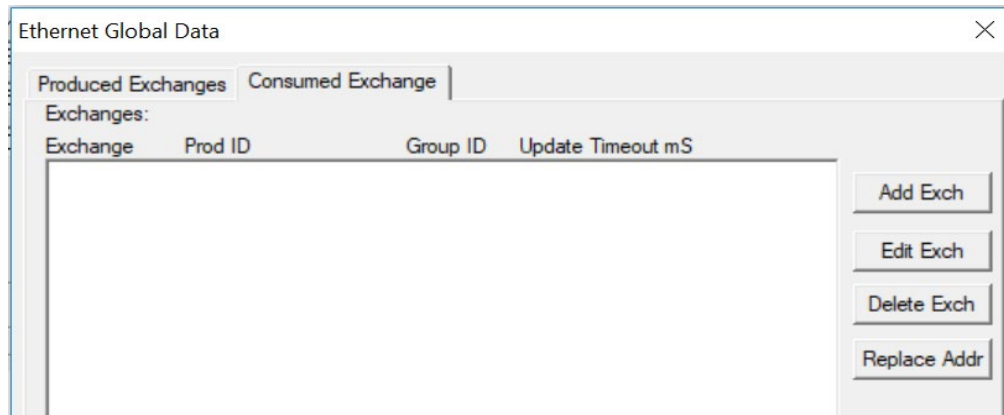 Ethernet Global Data
Produced Exchanges Consumed Exchange
Exchanges:
Exchange Prod ID Group ID Update Timeout mS
Add Exch
Edit Exch
Delete Exch
Replace Addr